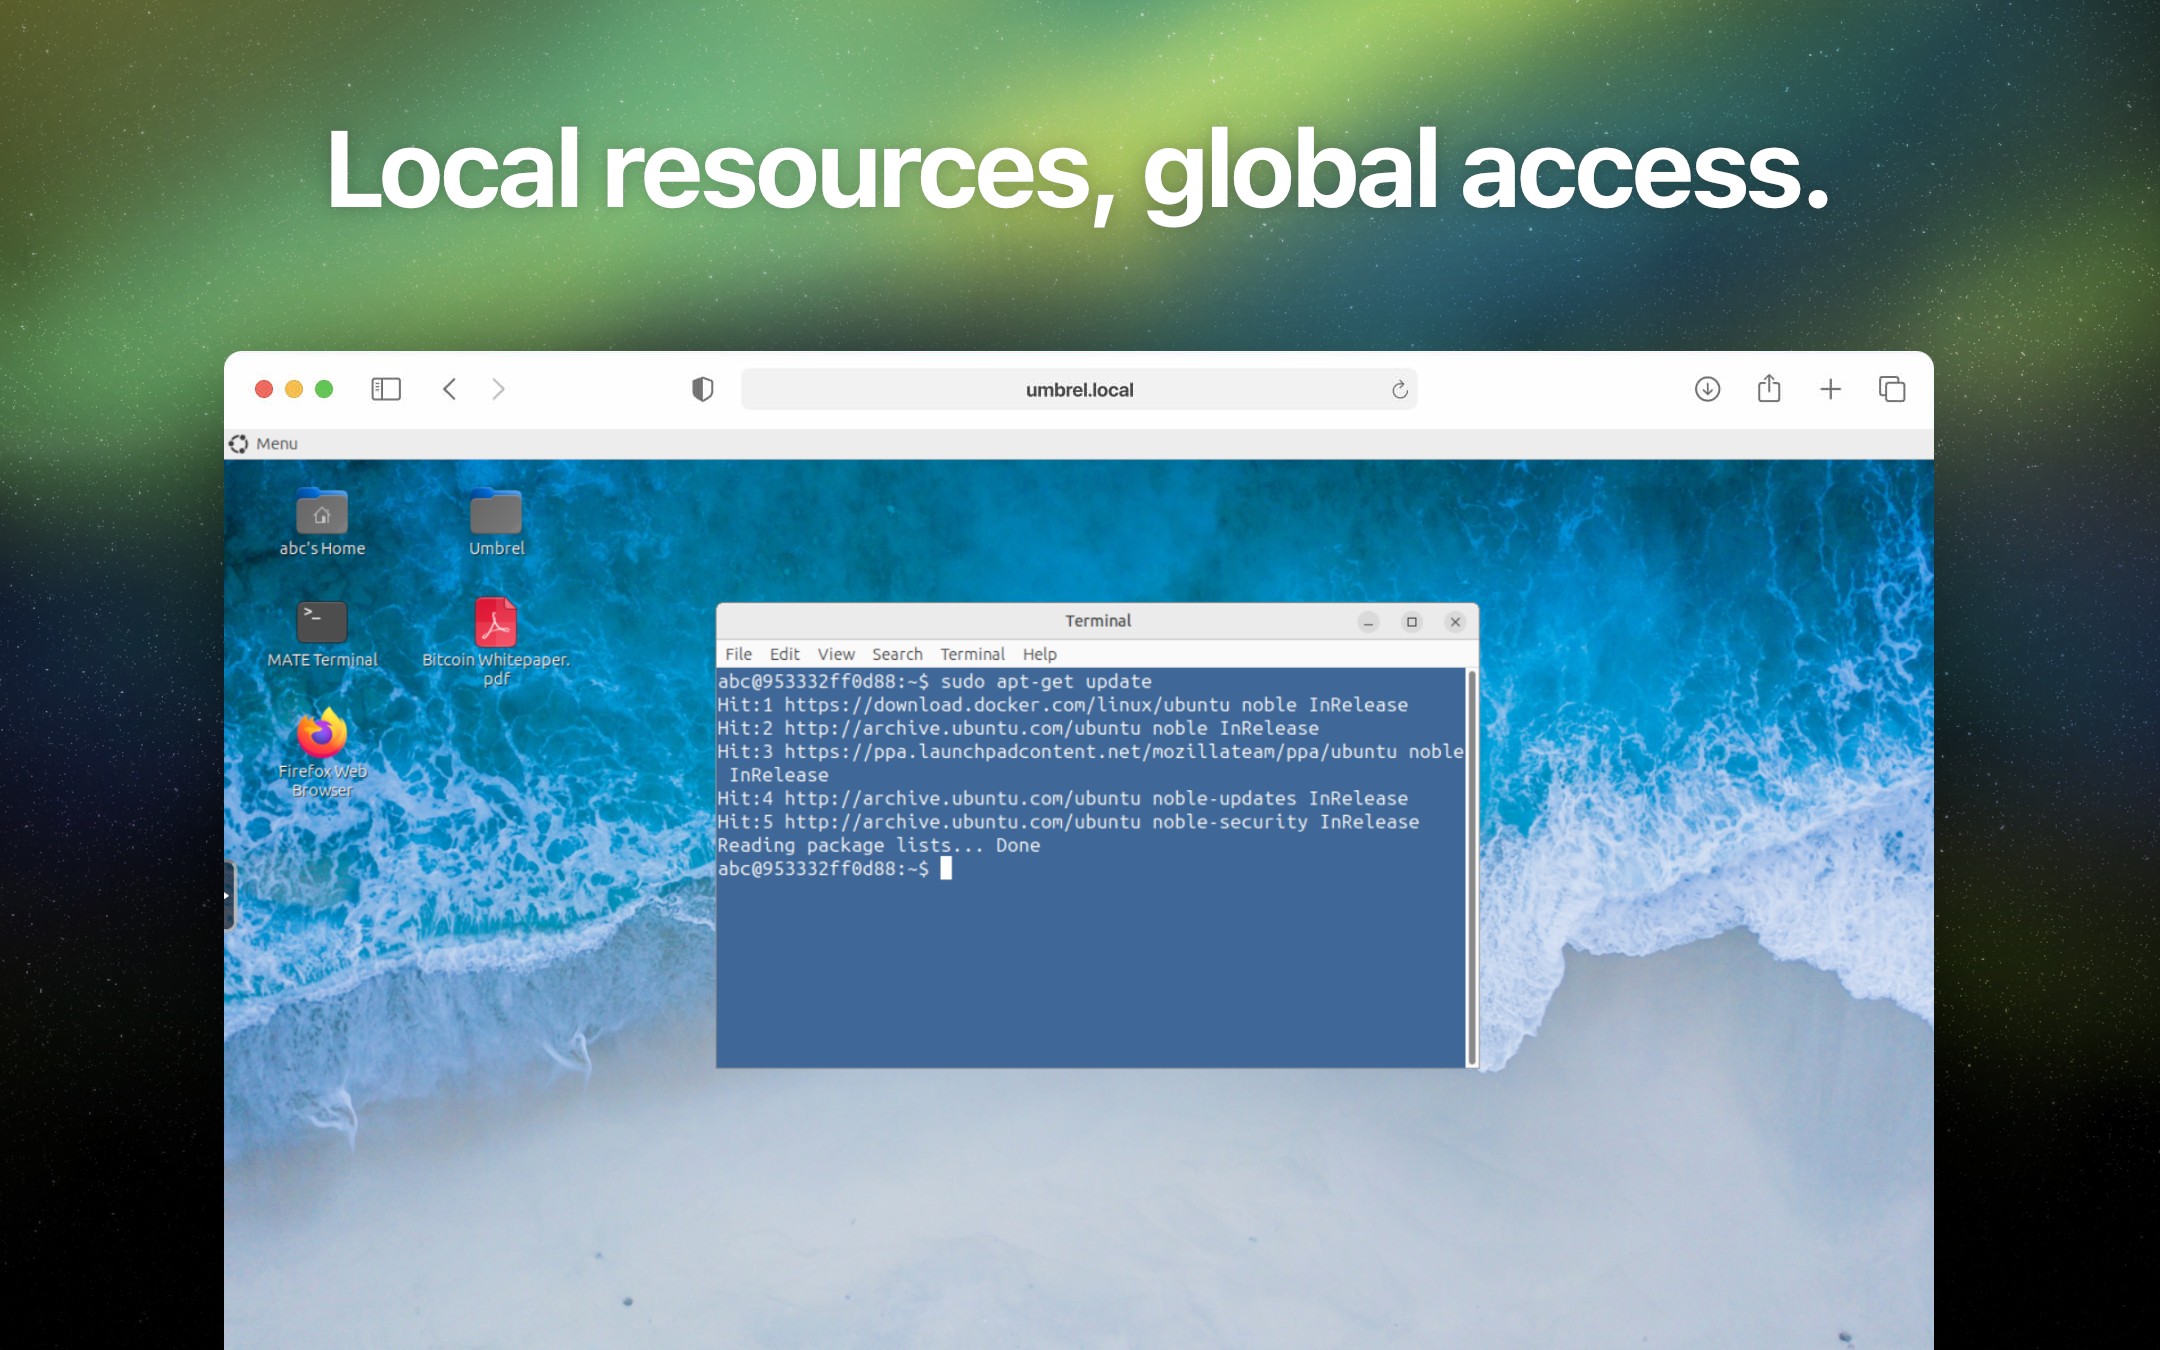 Local resources, global access.
umbrel.local
Menu
abc's Home
Umbrel
MATE Terminal
Bitcoin Whitepaper.
pdf
Firefox Web
Browser
Terminal
File Edit View Search Terminal Help
abc@953332ff0d88:~$ sudo apt-get update
Hit:1 https://download.docker.com/linux/ubuntu noble InRelease
Hit:2 http://archive.ubuntu.com/ubuntu noble InRelease
Hit:3 https://ppa.launchpadcontent.net/mozillateam/ppa/ubuntu noble
InRelease
Hit:4 http://archive.ubuntu.com/ubuntu noble-updates InRelease
Hit:5 http://archive.ubuntu.com/ubuntu noble-security InRelease
Reading package lists... Done
abc@953332ff0d88:~$